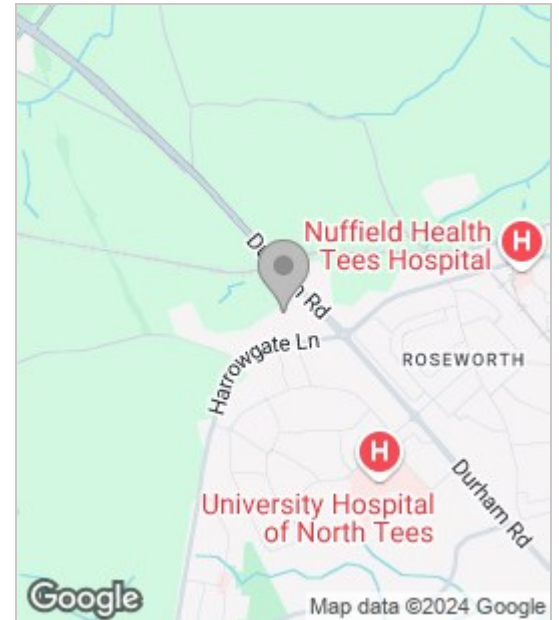 Durham Rd
Nuffield Health
Tees Hospital
H
Harrowgate Ln
ROSEWORTH
H
University Hospital
of North Tees
Durham Rd
Google
Map data ©2024 Google